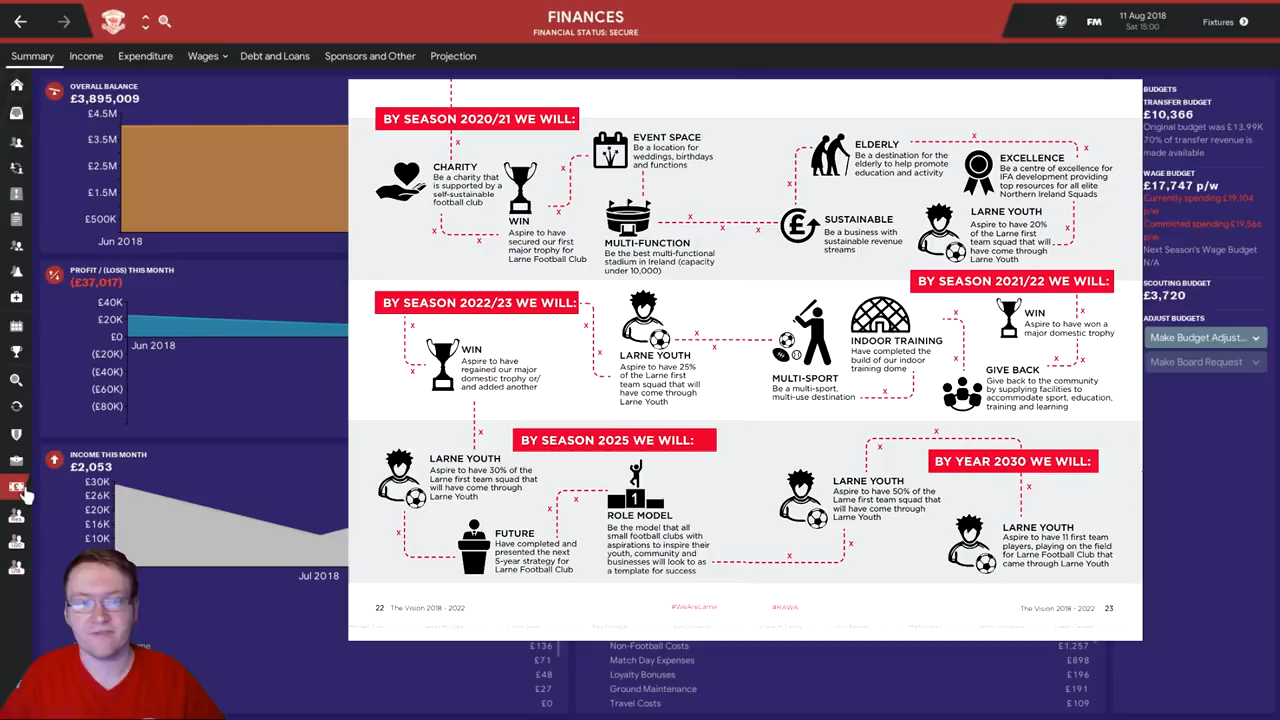 FINANCES
FINANCIAL STATUS: SECURE
11 Aug 2018
Sat 15:00
FM
Fixtures
Summary
Income
Expenditure
Wages
Debt and Loans
Sponsors and Other
Projection
OVERALL BALANCE
£3,895,009
£4.5M
£3.5M
£2.5M
£1.5M
£500K
Jun 2018
PROFIT / (LOSS) THIS MONTH
(£37,017)
£40K
£20K
£0
(£20K)
(£40K)
(£60K)
(£80K)
Jun 2018
INCOME THIS MONTH
£2,053
£30K
£26K
£20K
£16K
£10K
Jul 2018
BY SEASON 2020/21 WE WILL:
CHARITY
Be a charity that
is supported by a
self-sustainable
football club
WIN
Aspire to have
secured our first
major trophy for
Larne Football Club
EVENT SPACE
Be a location for
weddings, birthdays
and functions
MULTI-FUNCTION
Be the best multi-functional
stadium in Ireland (capacity
under 10,000)
SUSTAINABLE
Be a business with
sustainable revenue
streams
ELDERLY
Be a destination for the
elderly to help promote
education and activity
EXCELLENCE
Be a centre of excellence for
IFA development providing
top resources for all elite
Northern Ireland Squads
LARNE YOUTH
Aspire to have 20%
of the Larne first
team squad that will
have come through
Larne Youth
BY SEASON 2021/22 WE WILL:
WIN
Aspire to have won a
major domestic trophy
GIVE BACK
Give back to the community
by supplying facilities to
accommodate sport, education,
training and learning
INDOOR TRAINING
Have completed the
build of our indoor
training dome
MULTI-SPORT
Be a multi-sport,
multi-use destination
LARNE YOUTH
Aspire to have 25%
of the Larne first
team squad that will
have come through
Larne Youth
BY SEASON 2022/23 WE WILL:
WIN
Aspire to have
regained our major
domestic trophy or/
and added another
LARNE YOUTH
Aspire to have 30% of the
Larne first team squad that
will have come through
Larne Youth
FUTURE
Have completed and
presented the next
5-year strategy for
Larne Football Club
BY SEASON 2025 WE WILL:
1
ROLE MODEL
Be the model that all
small football clubs with
aspirations to inspire their
youth, community and
businesses will look to as
a template for success
LARNE YOUTH
Aspire to have 50% of the
Larne first team squad that
will have come through
Larne Youth
BY YEAR 2030 WE WILL:
LARNE YOUTH
Aspire to have 11 first team
players, playing on the field
for Larne Football Club that
came through Larne Youth
22 The Vision 2018 - 2022
#WeAreLarne
#RAWA
The Vision 2018 - 2022 23
BUDGETS
TRANSFER BUDGET
£10,366
Original budget was £13.99K
70% of transfer revenue is
made available
WAGE BUDGET
£17,747 p/w
Currently spending £19,104
p/w
Committed spending £19,566
p/w
Next Season's Wage Budget
N/A
SCOUTING BUDGET
£3,720
ADJUST BUDGETS
Make Budget Adjust...
Make Board Request
£136
£71
£48
£27
£0
Non-Football Costs £1,257
Match Day Expenses £898
Loyalty Bonuses £196
Ground Maintenance £191
Travel Costs £109